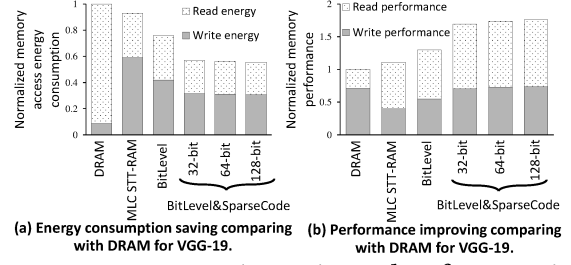 Normalized memory
access energy
consumption
1
0.8
0.6
0.4
0.2
0
Read energy
Write energy
DRAM
MLC STT-RAM
BitLevel
32-bit
64-bit
128-bit
BitLevel&SparseCode
(a) Energy consumption saving comparing
with DRAM for VGG-19.
Normalized memory
performance
2
1.5
1
0.5
0
Read performance
Write performance
DRAM
MLC STT-RAM
BitLevel
32-bit
64-bit
128-bit
BitLevel&SparseCode
(b) Performance improving comparing
with DRAM for VGG-19.